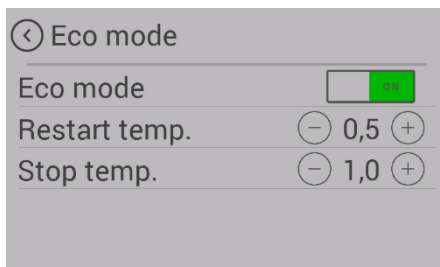 Eco mode
Eco mode ON
Restart temp. − 0,5 +
Stop temp. − 1,0 +